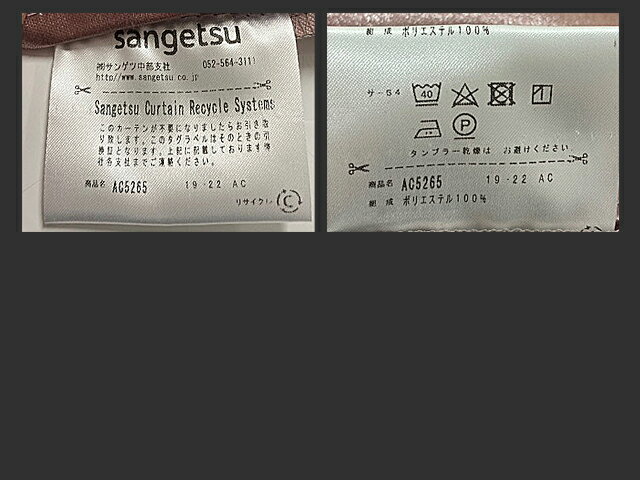 sangetsu
㈱サンゲツ中部支社 052-564-3111
http//www.sangetsu.co.jp
Sangetsu Curtain Recycle Systems
このカーテンが不要になりましたらお引き取
り致します。このタグラベルはそのときの引
換証となります。上記に記載しております弊
社各支社までご連絡ください。
商品名 AC5265 19-22 AC
リサイクル C
組成 ポリエステル100%
サ-54 40
P
タンブラー乾燥は お避けください
商品名 AC5265 19-22 AC
組成 ポリエステル100%